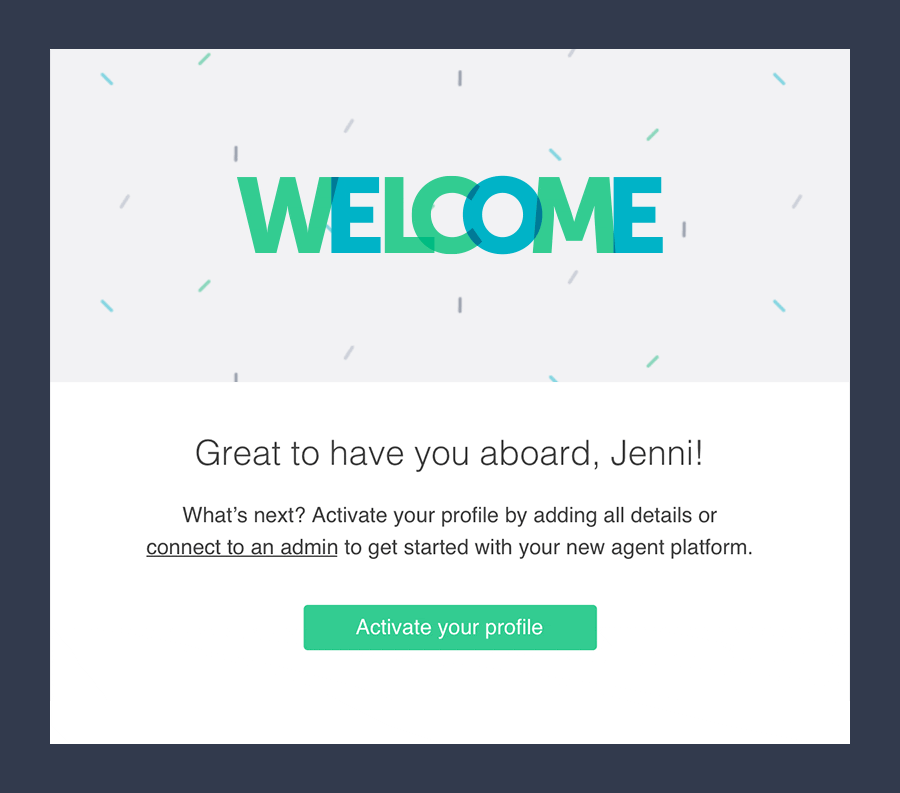 WELCOME
Great to have you aboard, Jenni!
What’s next? Activate your profile by adding all details or
connect to an admin to get started with your new agent platform.
Activate your profile